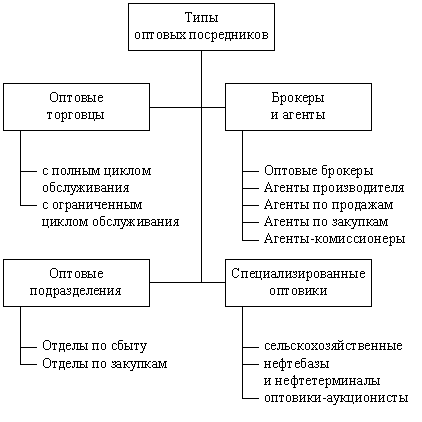 Типы
оптовых посредников
Оптовые
торговцы
с полным циклом
обслуживания
с ограниченным
циклом обслуживания
Брокеры
и агенты
Оптовые брокеры
Агенты производителя
Агенты по продажам
Агенты по закупкам
Агенты-комиссионеры
Оптовые
подразделения
Отделы по сбыту
Отделы по закупкам
Специализированные
оптовики
сельскохозяйственные
нефтебазы
и нефтетерминалы
оптовики-аукционисты